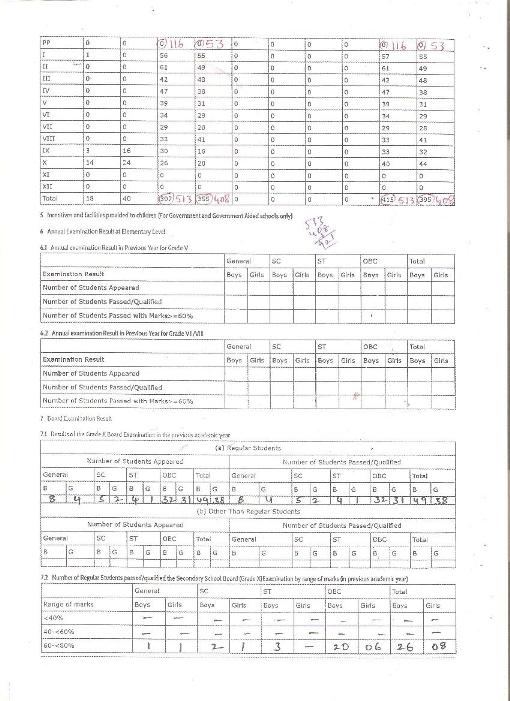 PP 0 0 (0) 116 (0) 53 0 0 0 0 (0) 116 (0) 53
I 1 0 56 55 0 0 0 0 57 55
II 0 0 61 49 0 0 0 0 61 49
III 0 0 42 40 0 0 0 0 42 48
IV 0 0 47 38 0 0 0 0 47 38
V 0 0 39 31 0 0 0 0 39 31
VI 0 0 34 29 0 0 0 0 34 29
VII 0 0 29 20 0 0 0 0 29 28
VIII 0 0 33 41 0 0 0 0 33 41
IX 3 16 30 16 0 0 0 0 33 32
X 14 24 26 20 0 0 0 0 40 44
XI 0 0 0 0 0 0 0 0 0 0
XII 0 0 0 0 0 0 0 0 0 0
Total 18 40 513 355 408 0 0 0 0 513 395 408
5 Incentives and facilities provided to children (For Government and Government Aided schools only)
513
408
921
6 Annual Examination Result at Elementary Level
6.1 Annual examination Result in Previous Year for Grade V
General SC ST OBC Total
Examination Result Boys Girls Boys Girls Boys Girls Boys Girls Boys Girls
Number of Students Appeared
Number of Students Passed/Qualified
Number of Students Passed with Marks>=60%
6.2 Annual examination Result in Previous Year for Grade VII/VIII
General SC ST OBC Total
Examination Result Boys Girls Boys Girls Boys Girls Boys Girls Boys Girls
Number of Students Appeared
Number of Students Passed/Qualified
Number of Students Passed with Marks>=60%
7 Board Examination Result
7.1 Results of the Grade X Board Examination in the previous academic year
(a) Regular Students
Number of Students Appeared Number of Students Passed/Qualified
General SC ST OBC Total General SC ST OBC Total
B G B G B G B G B G B G B G B G B G B G
8 4 5 2 4 1 32 31 49 38 8 4 5 2 4 1 32 31 49 38
(b) Other Than Regular Students
Number of Students Appeared Number of Students Passed/Qualified
General SC ST OBC Total General SC ST OBC Total
B G B G B G B G B G B G B G B G B G B G
7.2 Number of Regular Students passed/qualified the Secondary School Board (Grade X) Examination by range of marks (in previous academic year)
General SC ST OBC Total
Range of marks Boys Girls Boys Girls Boys Girls Boys Girls Boys Girls
<40% — — — — — — — — — —
40-<60% — — — — — — — — — —
60-<80% 1 1 2 1 3 — 20 06 26 08